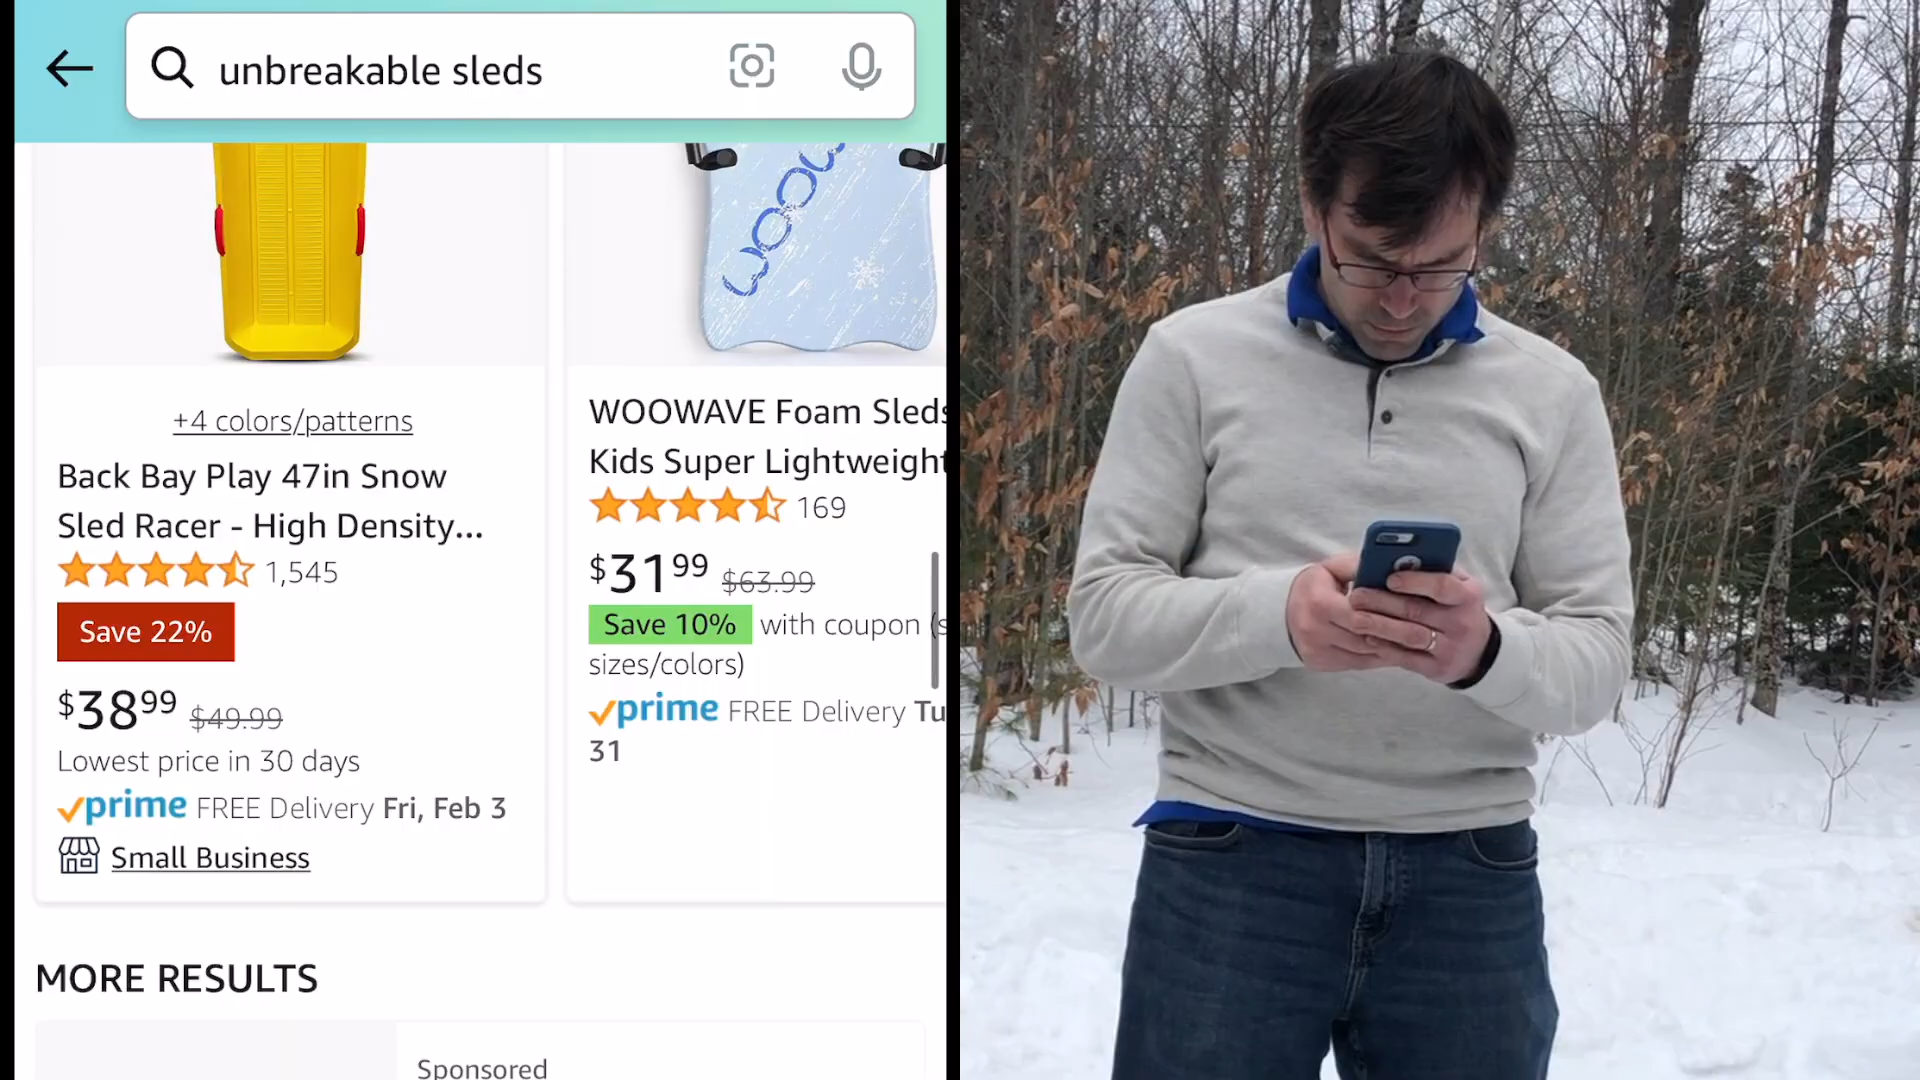 unbreakable sleds
woow
+4 colors/patterns
Back Bay Play 47in Snow
Sled Racer - High Density...
1,545
Save 22%
$38.99 $49.99
Lowest price in 30 days
prime FREE Delivery Fri, Feb 3
Small Business
WOOWAVE Foam Sleds
Kids Super Lightweight
169
$31.99 $63.99
Save 10% with coupon (s
sizes/colors)
prime FREE Delivery Tu
31
MORE RESULTS
Sponsored